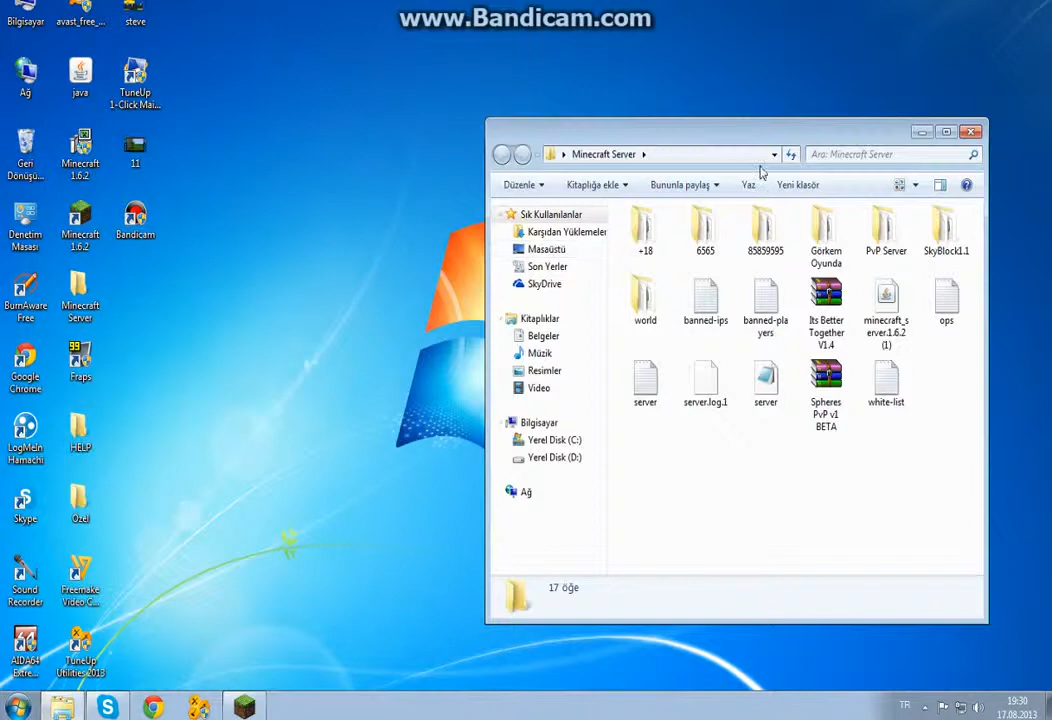 www.Bandicam.com
Bilgisayar
avast_free_...
steve
Ağ
java
TuneUp
1-Click Mai...
Geri
Dönüşü...
Minecraft
1.6.2
11
Denetim
Masası
Minecraft
1.6.2
Bandicam
BurnAware
Free
Minecraft
Server
Google
Chrome
99
Fraps
LogMeIn
Hamachi
HELP
Skype
Özel
Sound
Recorder
Freemake
Video C...
64
AIDA64
Extre...
TuneUp
Utilities 2013
Minecraft Server
Ara: Minecraft Server
Düzenle
Kitaplığa ekle
Bununla paylaş
Yaz
Yeni klasör
Sık Kullanılanlar
Karşıdan Yüklemeler
Masaüstü
Son Yerler
SkyDrive
Kitaplıklar
Belgeler
Müzik
Resimler
Video
Bilgisayar
Yerel Disk (C:)
Yerel Disk (D:)
Ağ
+18
6565
85859595
Görkem
Oyunda
PvP Server
SkyBlock1.1
world
banned-ips
banned-pla
yers
Its Better
Together
V1.4
minecraft_s
erver.1.6.2
(1)
ops
server
server.log.1
server
Spheres
PvP v1
BETA
white-list
17 öğe
TR
19:30
17.08.2013